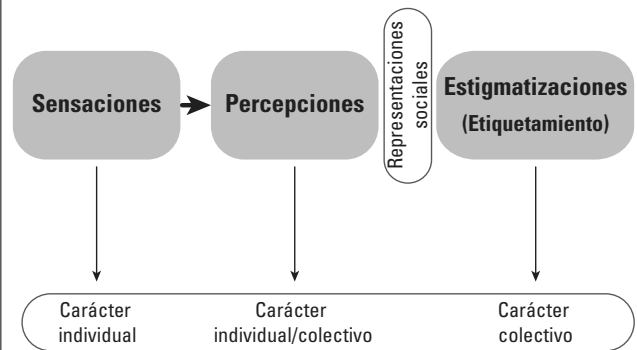 Sensaciones
Percepciones
Representaciones
sociales
Estigmatizaciones
(Etiquetamiento)
Carácter
individual
Carácter
individual/colectivo
Carácter
colectivo